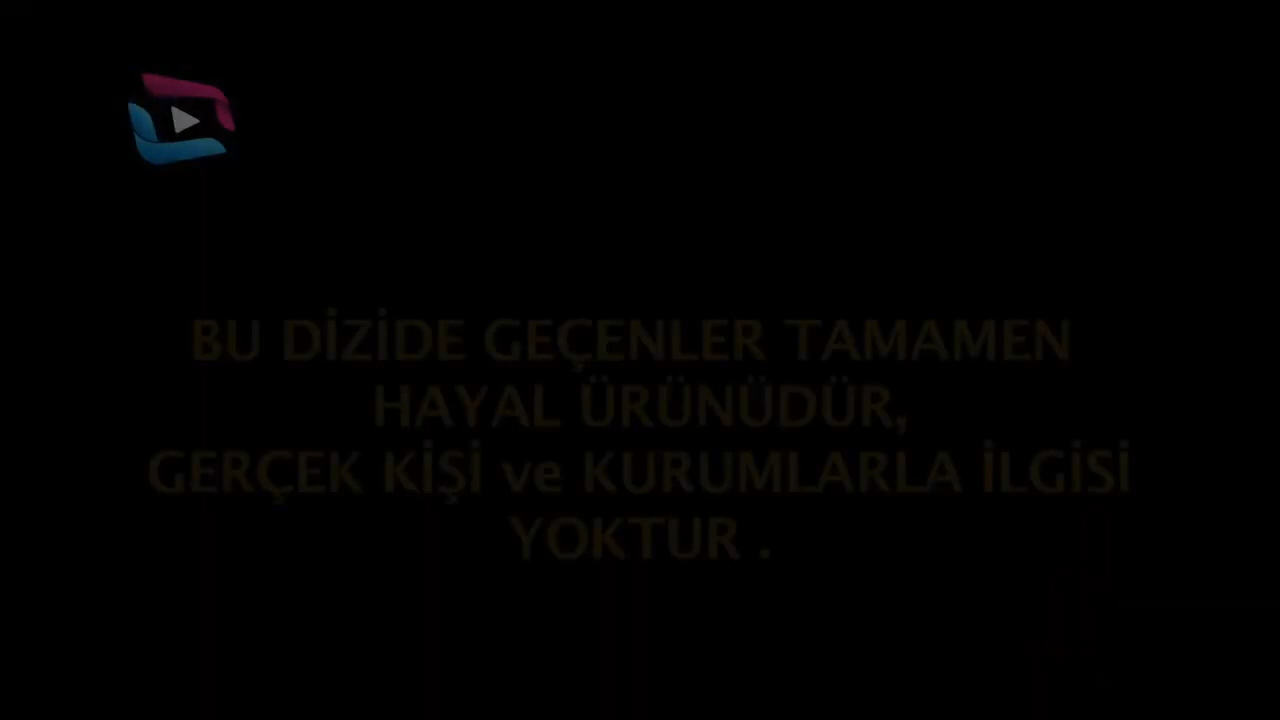 BU DİZİDE GEÇENLER TAMAMEN
HAYAL ÜRÜNÜDÜR,
GERÇEK KİŞİ ve KURUMLARLA İLGİSİ
YOKTUR .